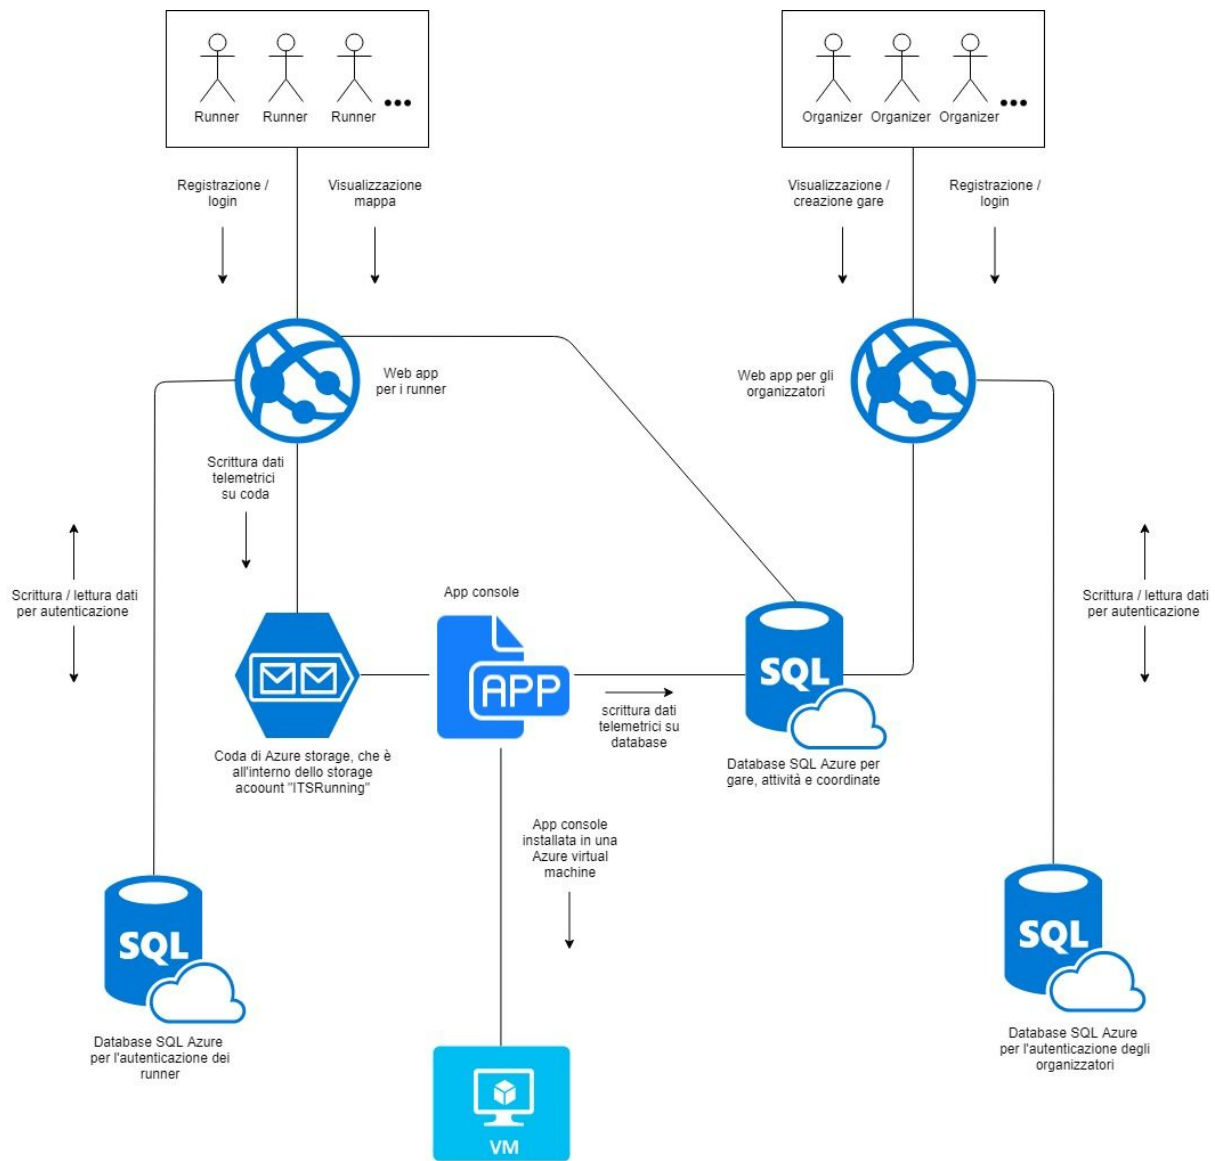 Runner Runner Runner
Organizer Organizer Organizer
Registrazione /
login
Visualizzazione
mappa
Visualizzazione /
creazione gare
Registrazione /
login
Web app
per i runner
Web app per gli
organizzatori
Scrittura dati
telemetrici
su coda
Scrittura / lettura dati
per autenticazione
App console
Scrittura / lettura dati
per autenticazione
APP
SQL
scrittura dati
telemetrici su
database
Coda di Azure storage, che è
all'interno dello storage
acoount "ITSRunning"
Database SQL Azure per
gare, attività e coordinate
App console
installata in una
Azure virtual
machine
SQL
SQL
Database SQL Azure
per l'autenticazione dei
runner
Database SQL Azure
per l'autenticazione degli
organizzatori
VM